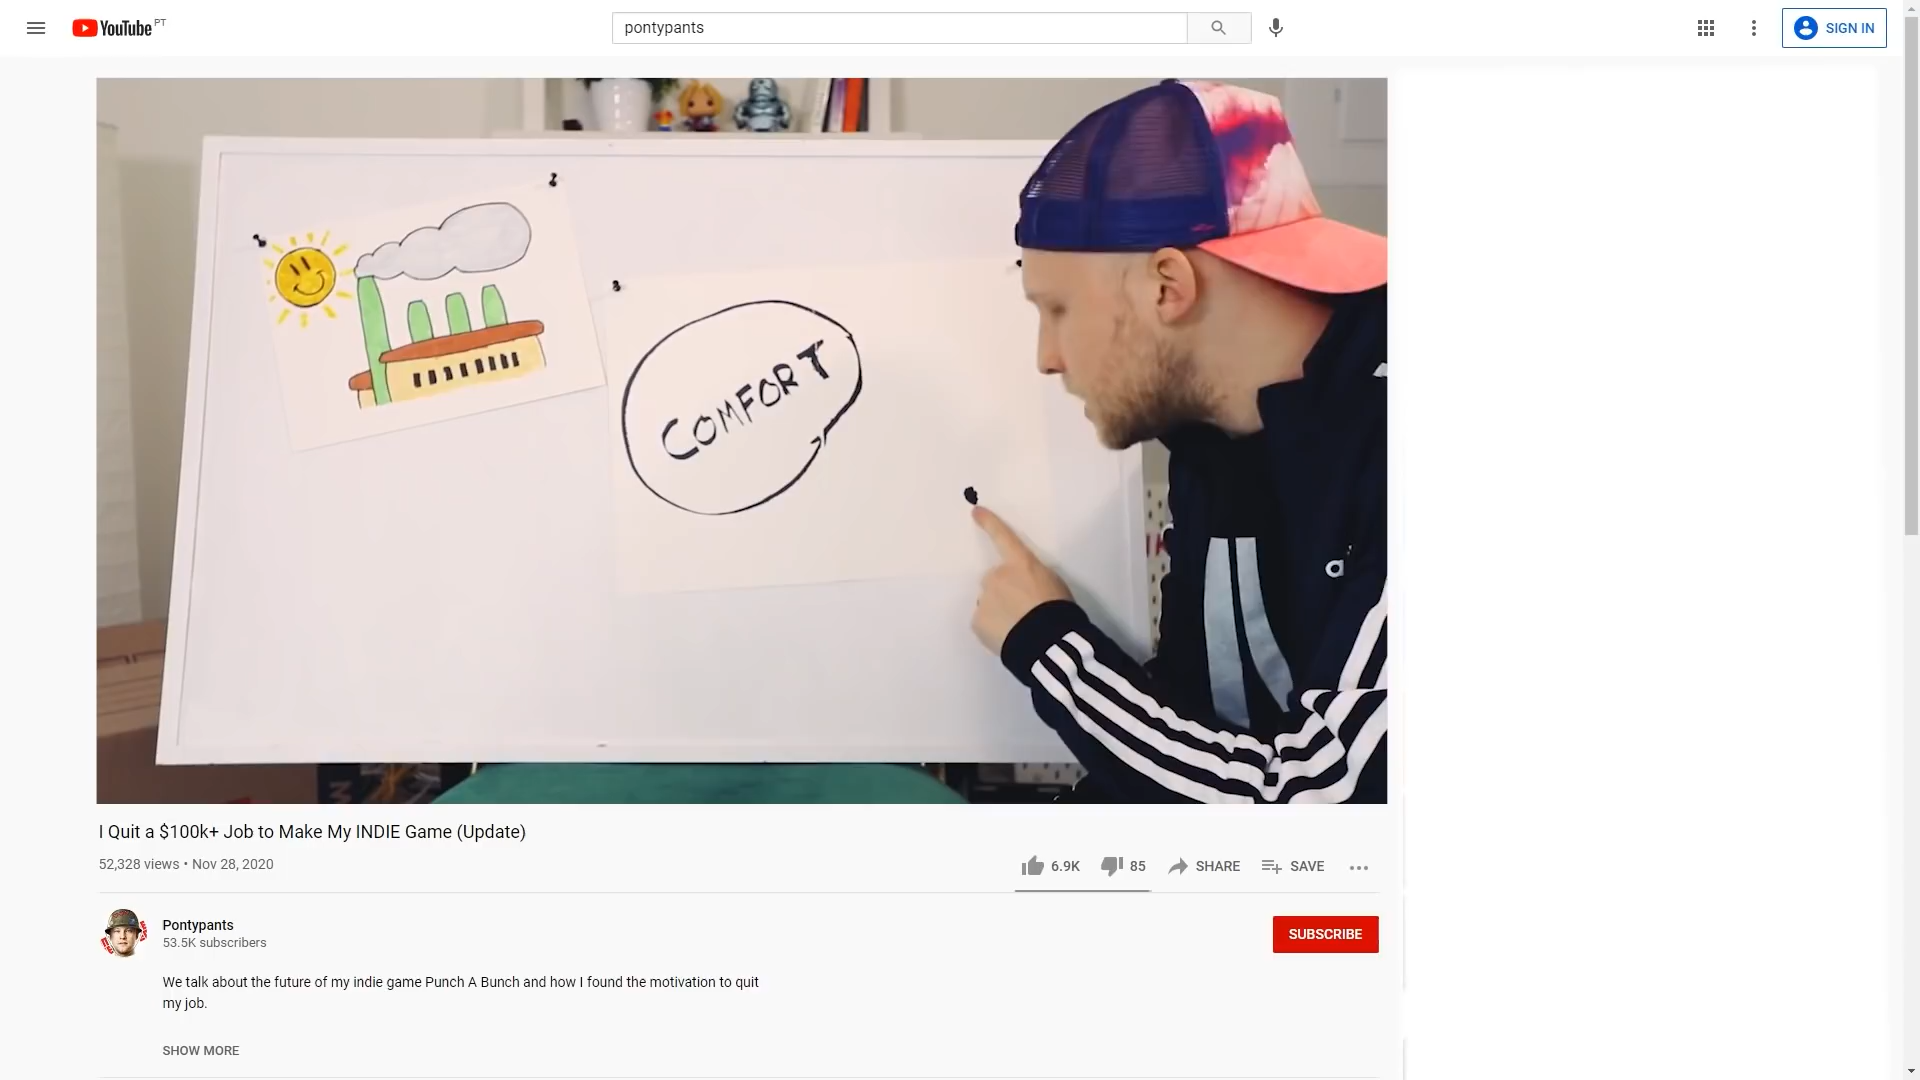 YouTube PT
pontypants
SIGN IN
COMFORT
I Quit a $100k+ Job to Make My INDIE Game (Update)
52,328 views • Nov 28, 2020
6.9K
85
SHARE
SAVE
Pontypants
53.5K subscribers
SUBSCRIBE
We talk about the future of my indie game Punch A Bunch and how I found the motivation to quit
my job.
SHOW MORE